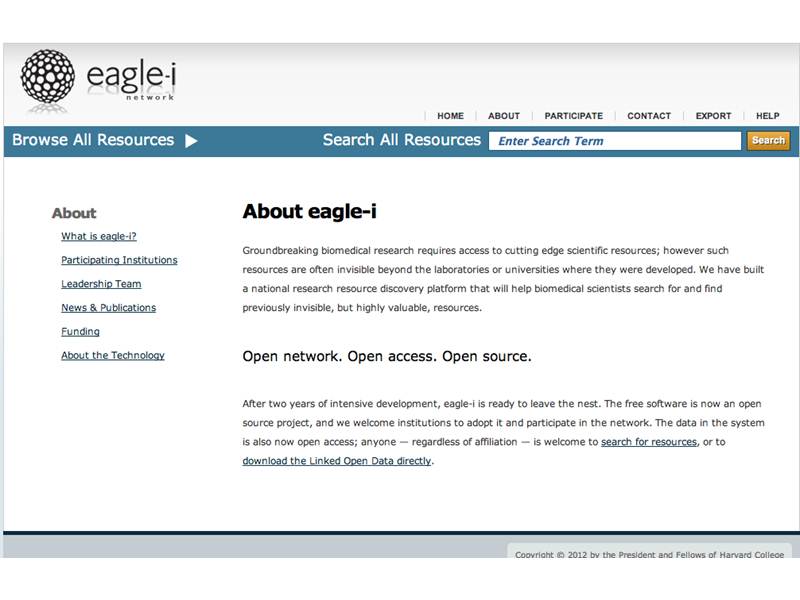 eagle-i
network
HOME
ABOUT
PARTICIPATE
CONTACT
EXPORT
HELP
Browse All Resources
Search All Resources
Enter Search Term
Search
About
What is eagle-i?
Participating Institutions
Leadership Team
News & Publications
Funding
About the Technology
About eagle-i
Groundbreaking biomedical research requires access to cutting edge scientific resources; however such
resources are often invisible beyond the laboratories or universities where they were developed. We have built
a national research resource discovery platform that will help biomedical scientists search for and find
previously invisible, but highly valuable, resources.
Open network. Open access. Open source.
After two years of intensive development, eagle-i is ready to leave the nest. The free software is now an open
source project, and we welcome institutions to adopt it and participate in the network. The data in the system
is also now open access; anyone — regardless of affiliation — is welcome to search for resources, or to
download the Linked Open Data directly.
Copyright © 2012 by the President and Fellows of Harvard College